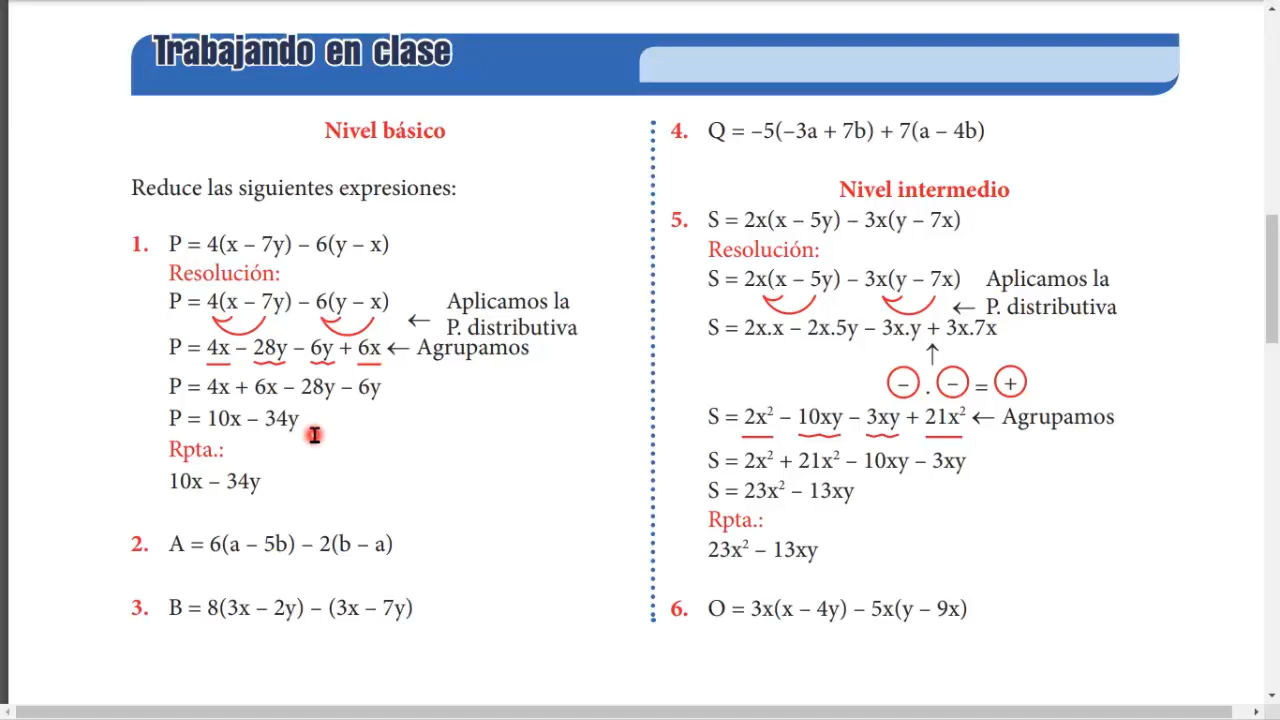 Trabajando en clase
Nivel básico
Reduce las siguientes expresiones:
1. P = 4(x – 7y) – 6(y – x)
Resolución:
P = 4(x – 7y) – 6(y – x)
← Aplicamos la
P. distributiva
P = 4x – 28y – 6y + 6x ← Agrupamos
P = 4x + 6x – 28y – 6y
P = 10x – 34y
Rpta.:
10x – 34y
2. A = 6(a – 5b) – 2(b – a)
3. B = 8(3x – 2y) – (3x – 7y)
4. Q = –5(–3a + 7b) + 7(a – 4b)
Nivel intermedio
5. S = 2x(x – 5y) – 3x(y – 7x)
Resolución:
S = 2x(x – 5y) – 3x(y – 7x) Aplicamos la
← P. distributiva
S = 2x.x – 2x.5y – 3x.y + 3x.7x
↑
– . – = +
S = 2x² – 10xy – 3xy + 21x² ← Agrupamos
S = 2x² + 21x² – 10xy – 3xy
S = 23x² – 13xy
Rpta.:
23x² – 13xy
6. O = 3x(x – 4y) – 5x(y – 9x)